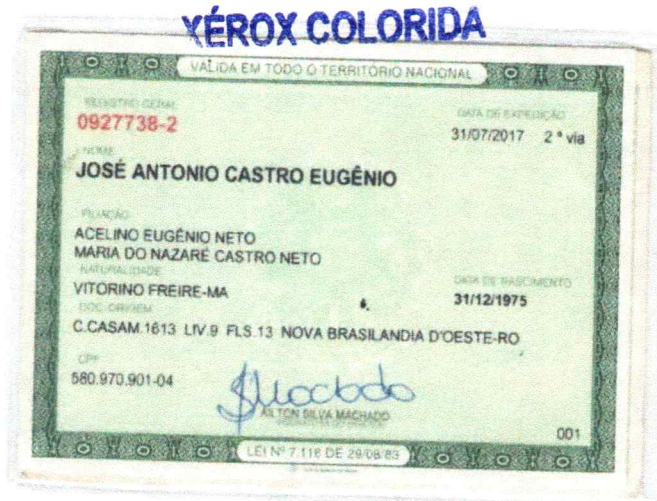 XÉROX COLORIDA
VÁLIDA EM TODO O TERRITÓRIO NACIONAL
REGISTRO GERAL
0927738-2
DATA DE EXPEDIÇÃO
31/07/2017 2 ª via
NOME
JOSÉ ANTONIO CASTRO EUGÊNIO
FILIAÇÃO
ACELINO EUGÊNIO NETO
MARIA DO NAZARÉ CASTRO NETO
NATURALIDADE
VITORINO FREIRE-MA
DATA DE NASCIMENTO
31/12/1975
DOC. ORIGEM
C.CASAM.1613 LIV.9 FLS.13 NOVA BRASILANDIA D'OESTE-RO
CPF
580.970.901-04
AILTON SILVA MACHADO
001
LEI Nº 7.116 DE 29/08/83